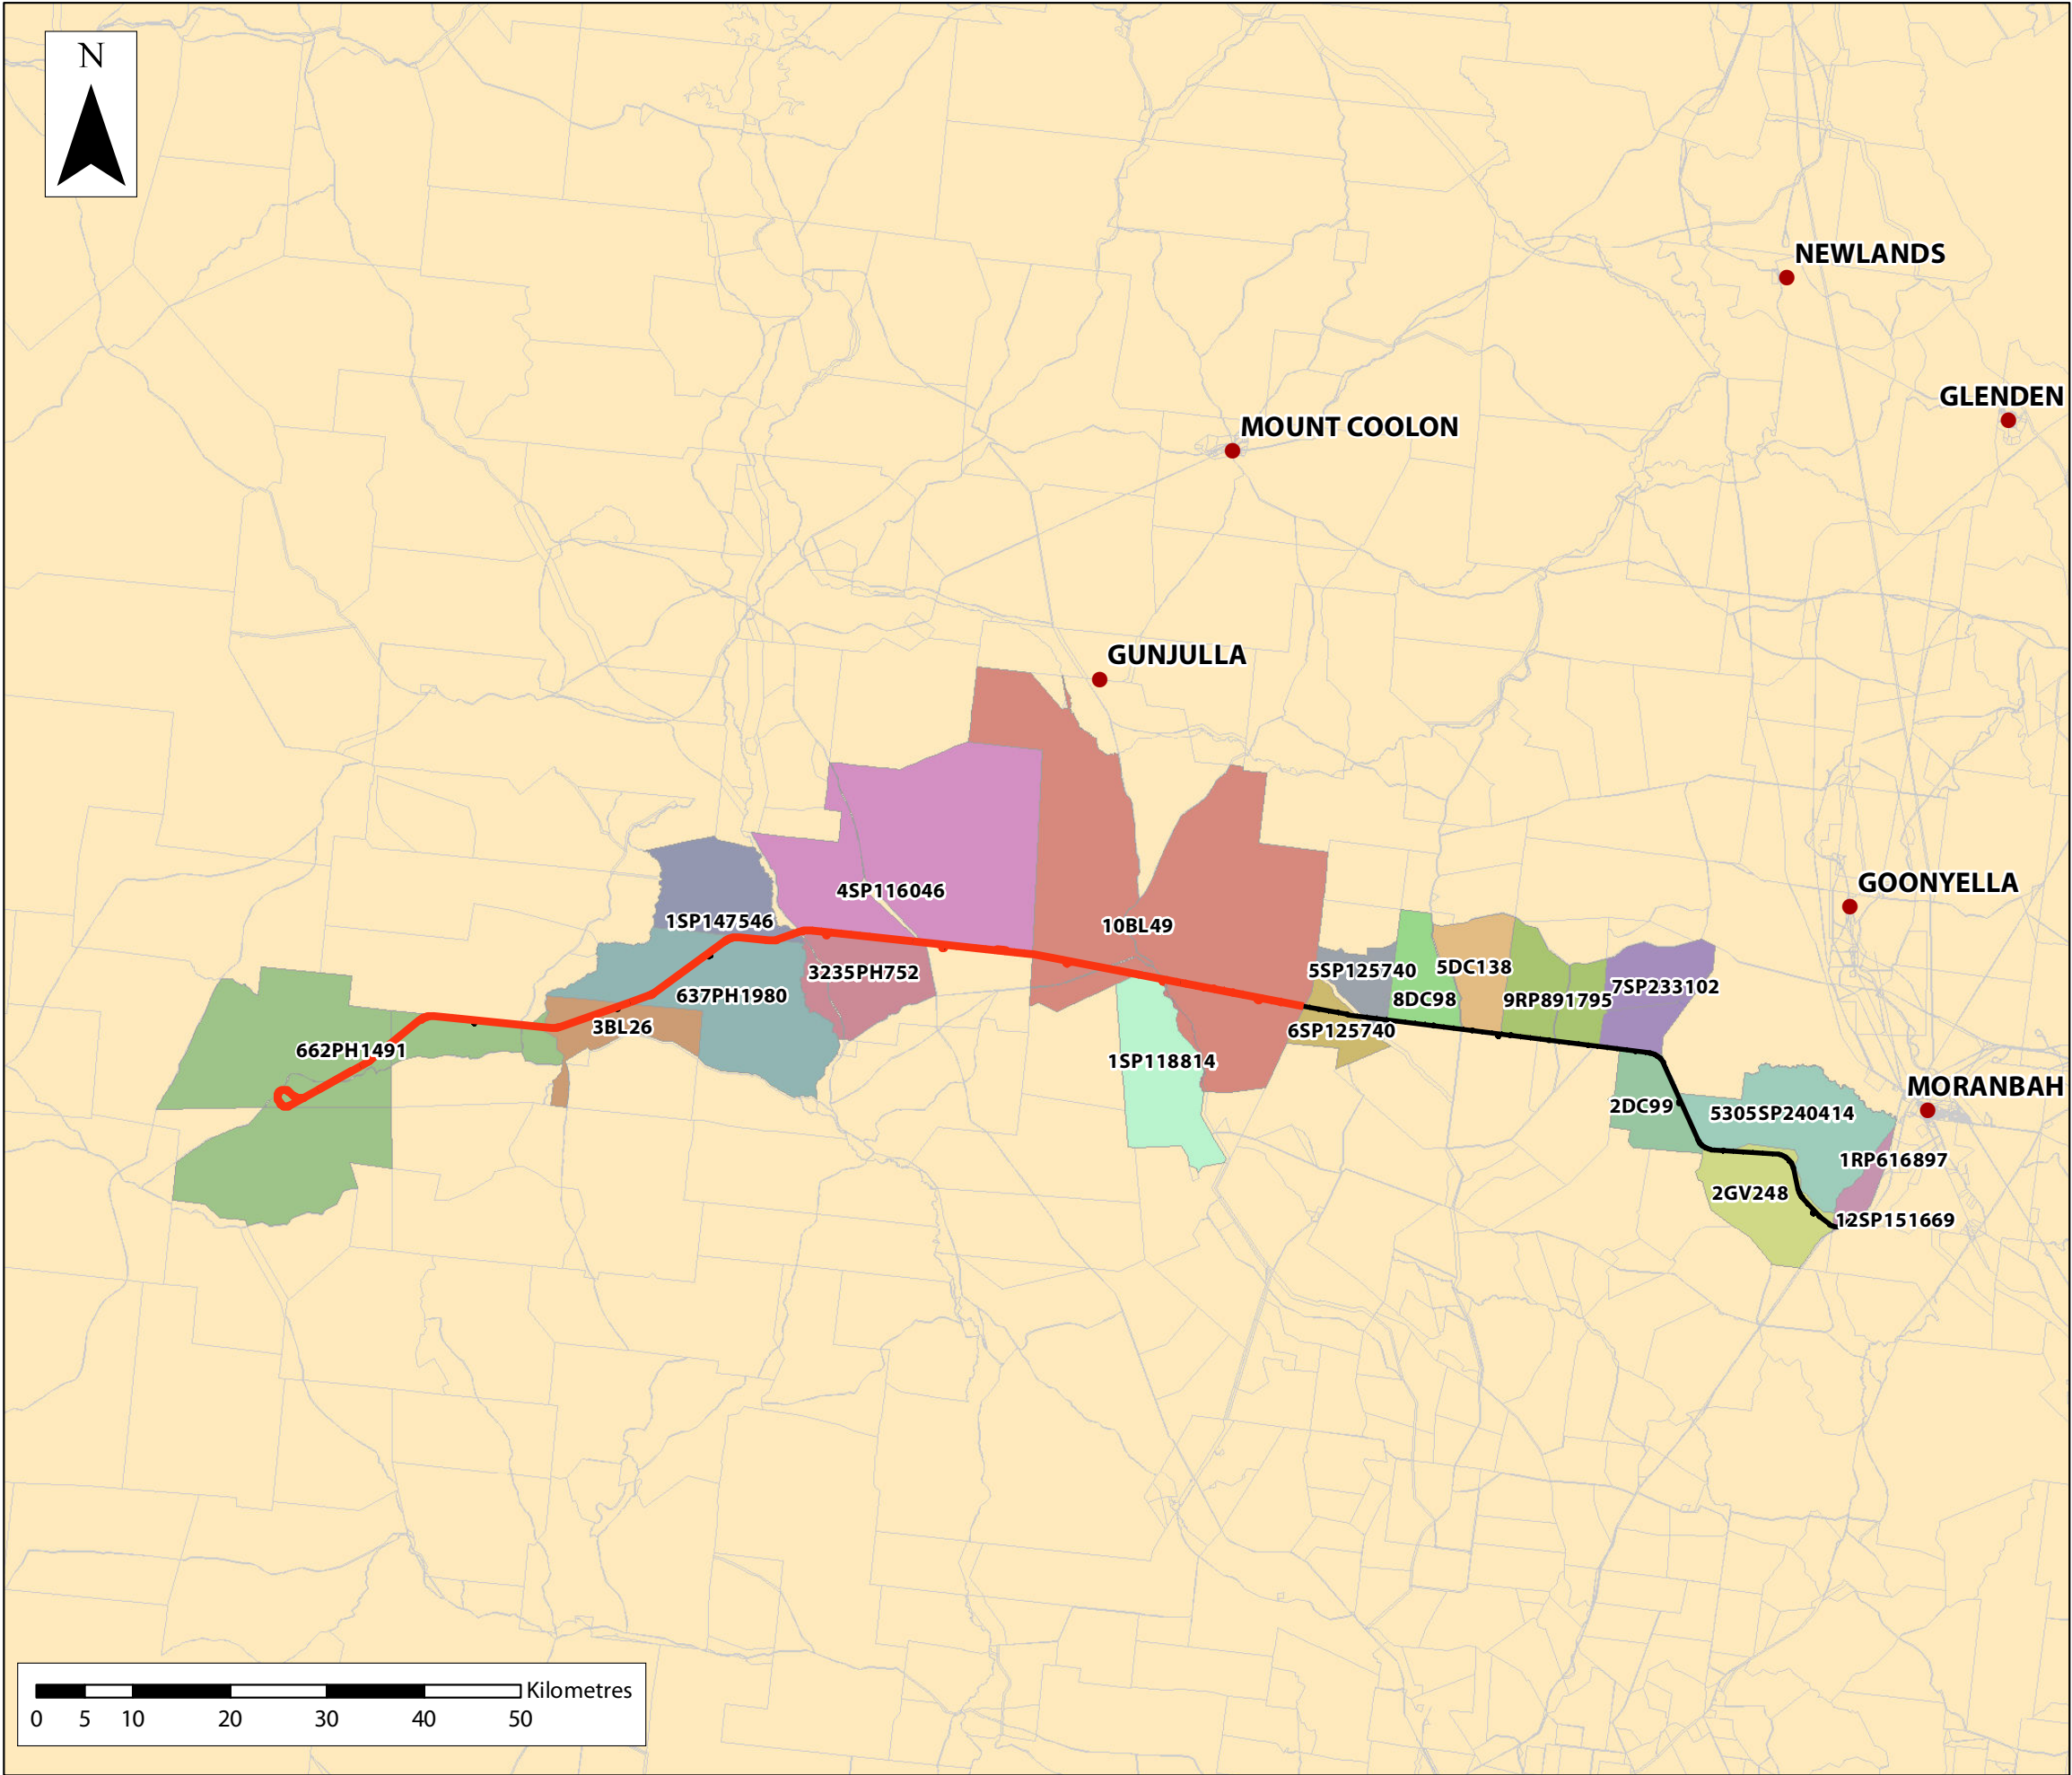 N
NEWLANDS
GLENDEN
MOUNT COOLON
GUNJULLA
GOONYELLA
4SP116046
1SP147546
10BL49
3235PH752
5SP125740
5DC138
7SP233102
637PH1980
8DC98
9RP891795
3BL26
6SP125740
662PH1491
1SP118814
MORANBAH
2DC99
5305SP240414
1RP616897
2GV248
12SP151669
Kilometres
0 5 10 20 30 40 50